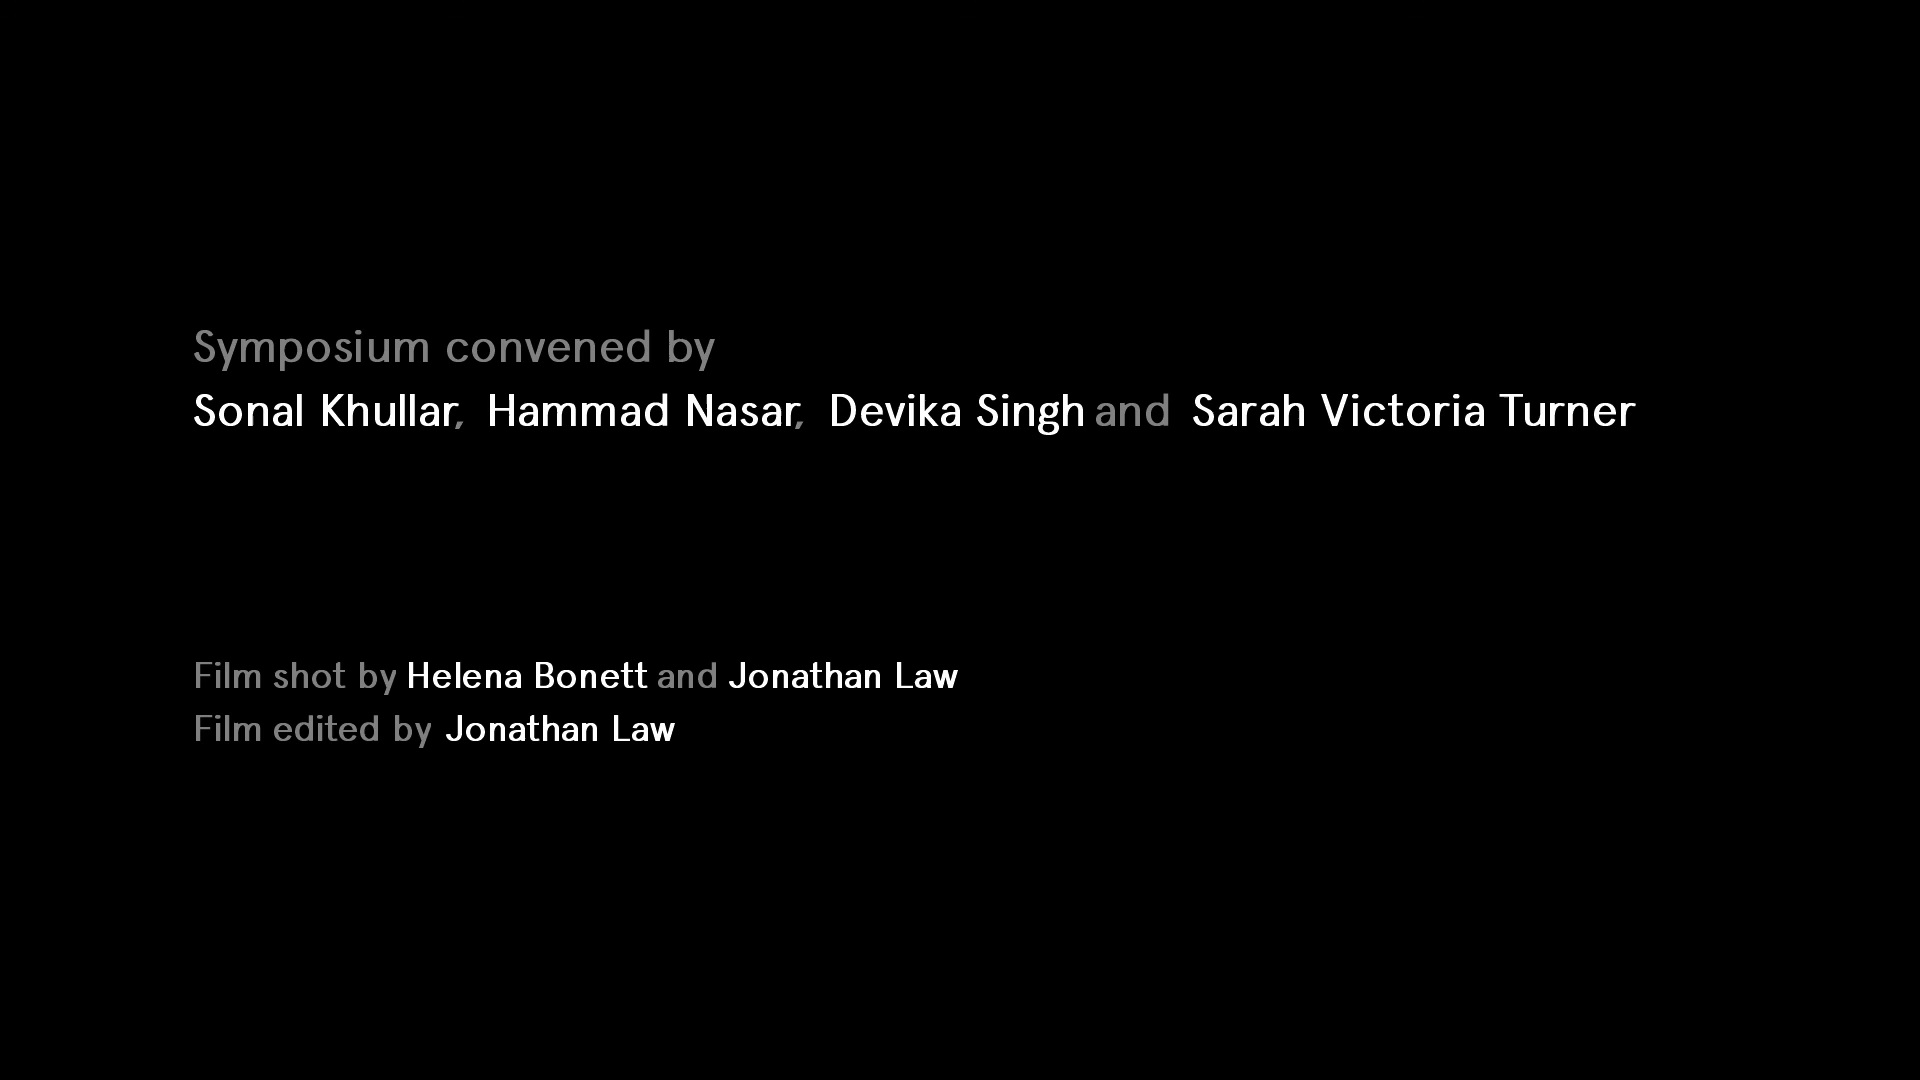 Symposium convened by
Sonal Khullar, Hammad Nasar, Devika Singh and Sarah Victoria Turner
Film shot by Helena Bonett and Jonathan Law
Film edited by Jonathan Law